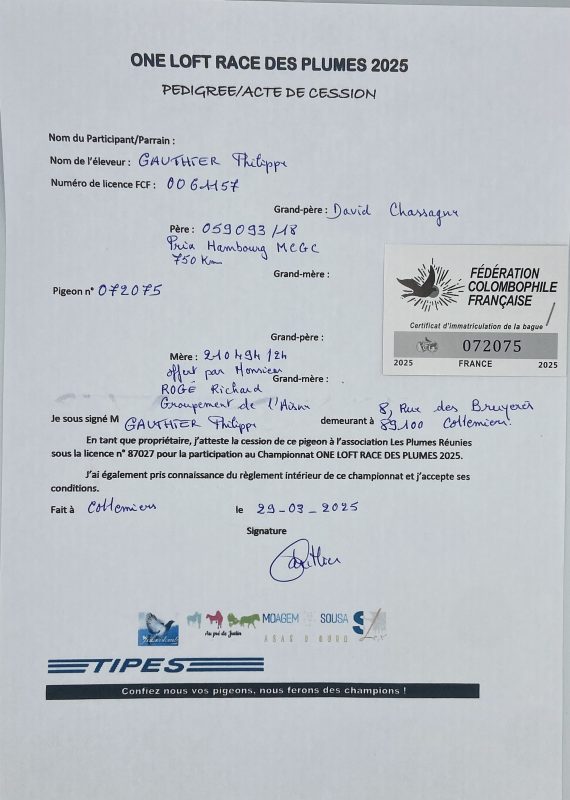 ONE LOFT RACE DES PLUMES 2025
PEDIGREE/ACTE DE CESSION
Nom du Participant/Parrain :
Nom de l'éleveur : GAUTHIER Philippe
Numéro de licence FCF : 0061157
Grand-père : David Chassagne
Père : 059093/18
Prix Hambourg MCGC
750 Km
Grand-mère :
Pigeon n° 072075
FÉDÉRATION
COLOMBOPHILE
FRANÇAISE
Certificat d'immatriculation de la bague
072075
2025 FRANCE 2025
Grand-père :
Mère : 210494/24
offert par Monsieur
Grand-mère :
ROGÉ Richard
Groupement de l'Aisne
Je sous signé M GAUTHIER Philippe demeurant à 8, Rue des Bruyères
89100 Collemiers
En tant que propriétaire, j'atteste la cession de ce pigeon à l'association Les Plumes Réunies
sous la licence n° 87027 pour la participation au Championnat ONE LOFT RACE DES PLUMES 2025.
J'ai également pris connaissance du règlement intérieur de ce championnat et j'accepte ses
conditions.
Fait à Collemiers le 29-03-2025
Signature
Gauthier
Au pré de Justin
MOAGEM SOUSA
ASAS D OURO
TIPES
Confiez nous vos pigeons, nous ferons des champions !